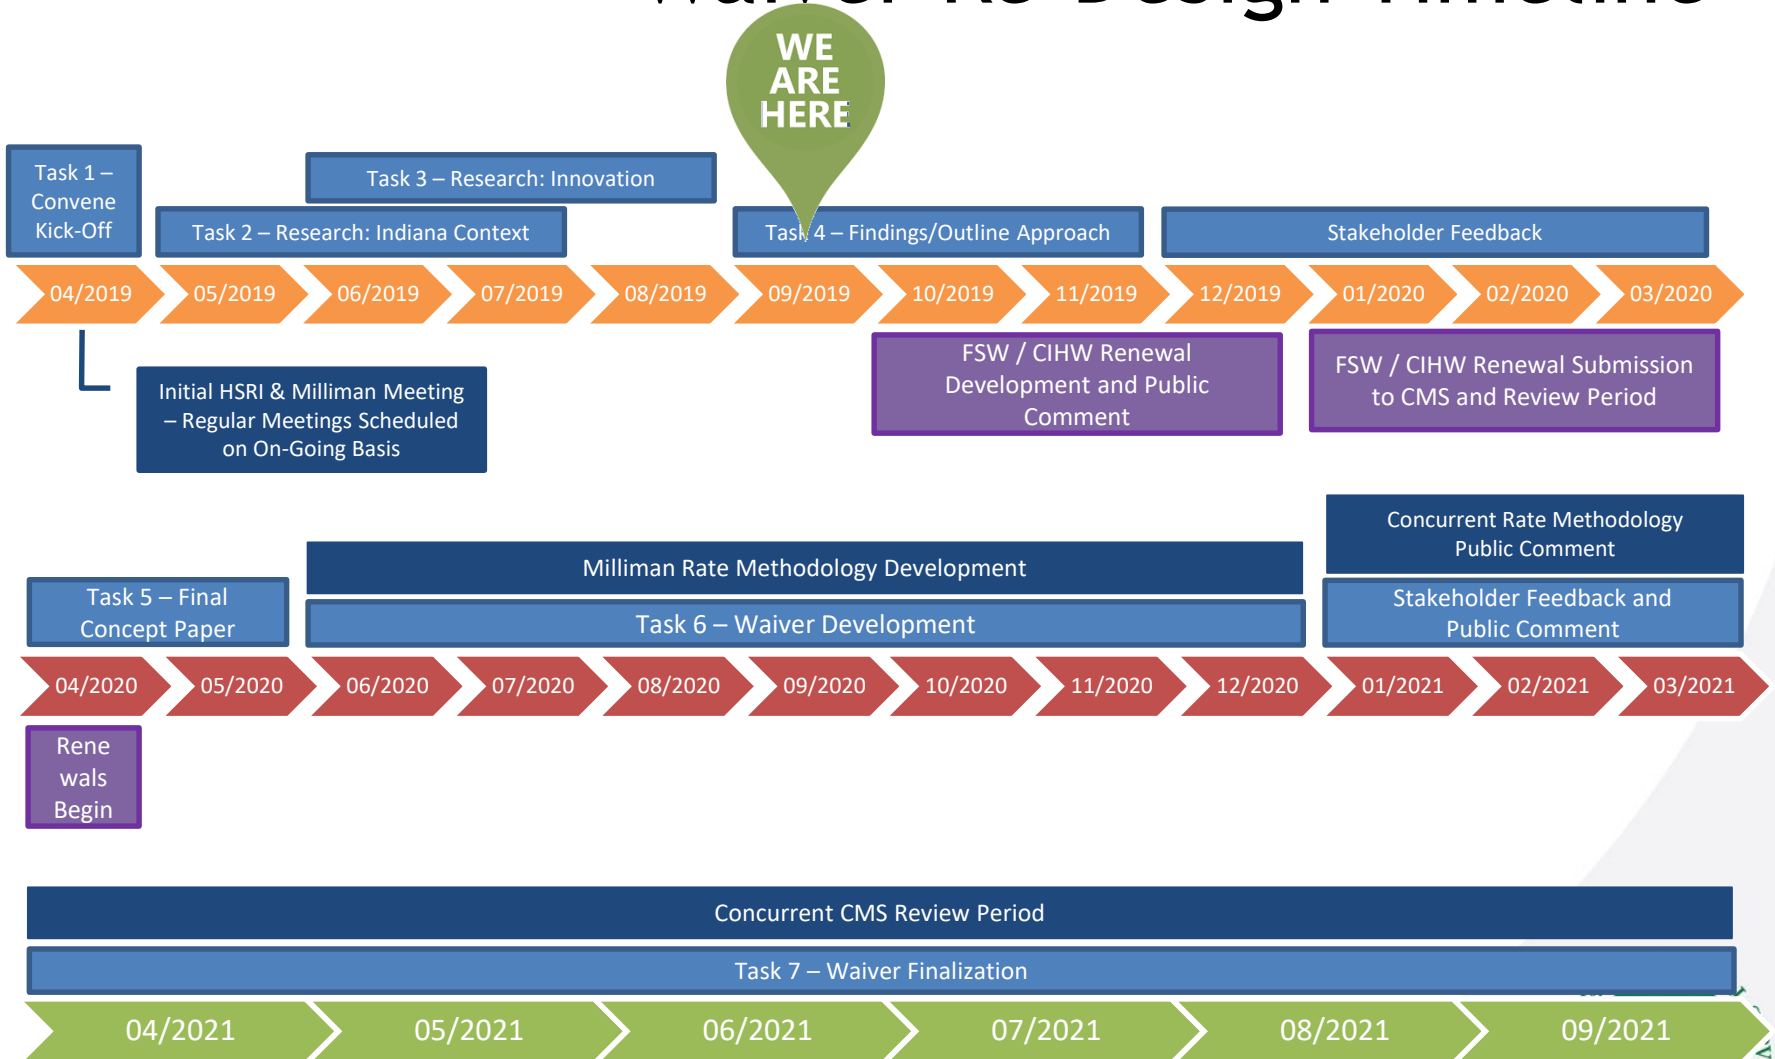 Waiver Re-Design Timeline
WE
ARE
HERE
Task 1 –
Convene
Kick-Off
Task 3 – Research: Innovation
Task 2 – Research: Indiana Context
Task 4 – Findings/Outline Approach
Stakeholder Feedback
04/2019
05/2019
06/2019
07/2019
08/2019
09/2019
10/2019
11/2019
12/2019
01/2020
02/2020
03/2020
Initial HSRI & Milliman Meeting
– Regular Meetings Scheduled
on On-Going Basis
FSW / CIHW Renewal
Development and Public
Comment
FSW / CIHW Renewal Submission
to CMS and Review Period
Concurrent Rate Methodology
Public Comment
Milliman Rate Methodology Development
Task 5 – Final
Concept Paper
Task 6 – Waiver Development
Stakeholder Feedback and
Public Comment
04/2020
05/2020
06/2020
07/2020
08/2020
09/2020
10/2020
11/2020
12/2020
01/2021
02/2021
03/2021
Rene
wals
Begin
Concurrent CMS Review Period
Task 7 – Waiver Finalization
04/2021
05/2021
06/2021
07/2021
08/2021
09/2021